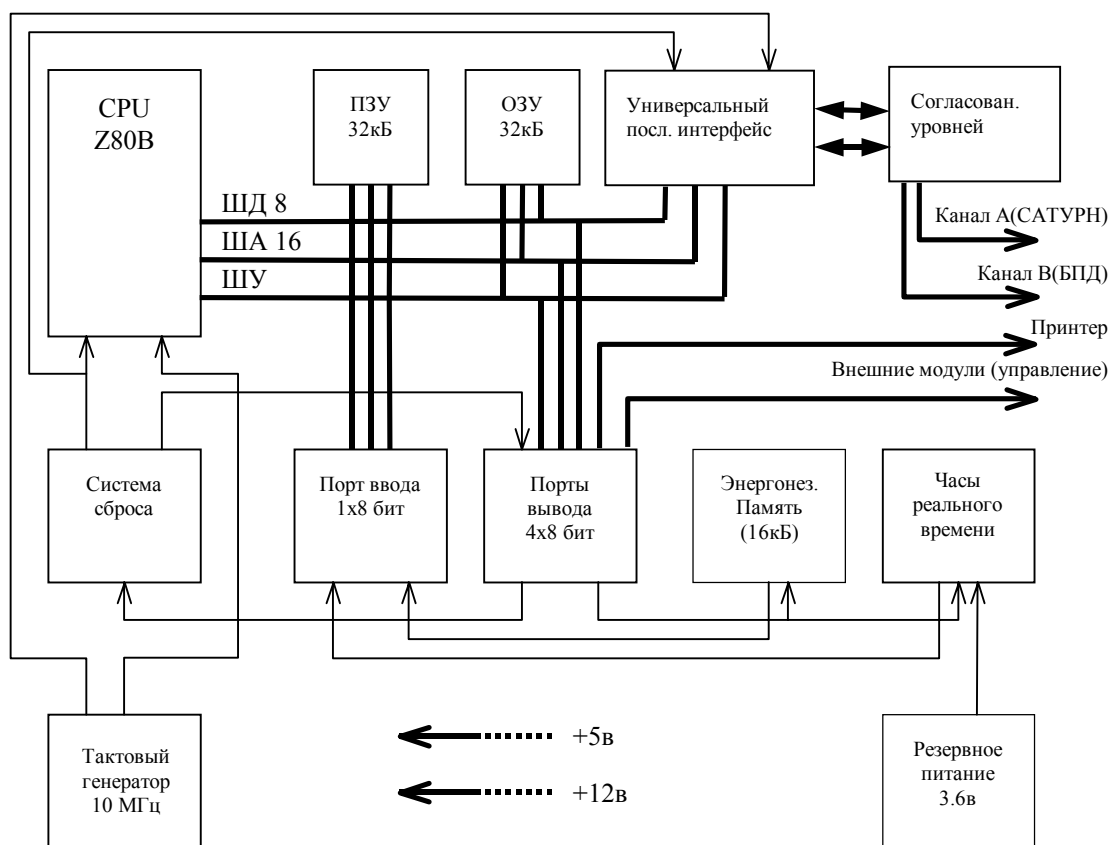 CPU
Z80B
ПЗУ
32кБ
ОЗУ
32кБ
Универсальный
посл. интерфейс
Согласован.
уровней
ШД 8
ША 16
ШУ
Канал А(САТУРН)
Канал В(БПД)
Принтер
Внешние модули (управление)
Система
сброса
Порт ввода
1х8 бит
Порты
вывода
4х8 бит
Энергонез.
Память
(16кБ)
Часы
реального
времени
Тактовый
генератор
10 МГц
+5в
+12в
Резервное
питание
3.6в